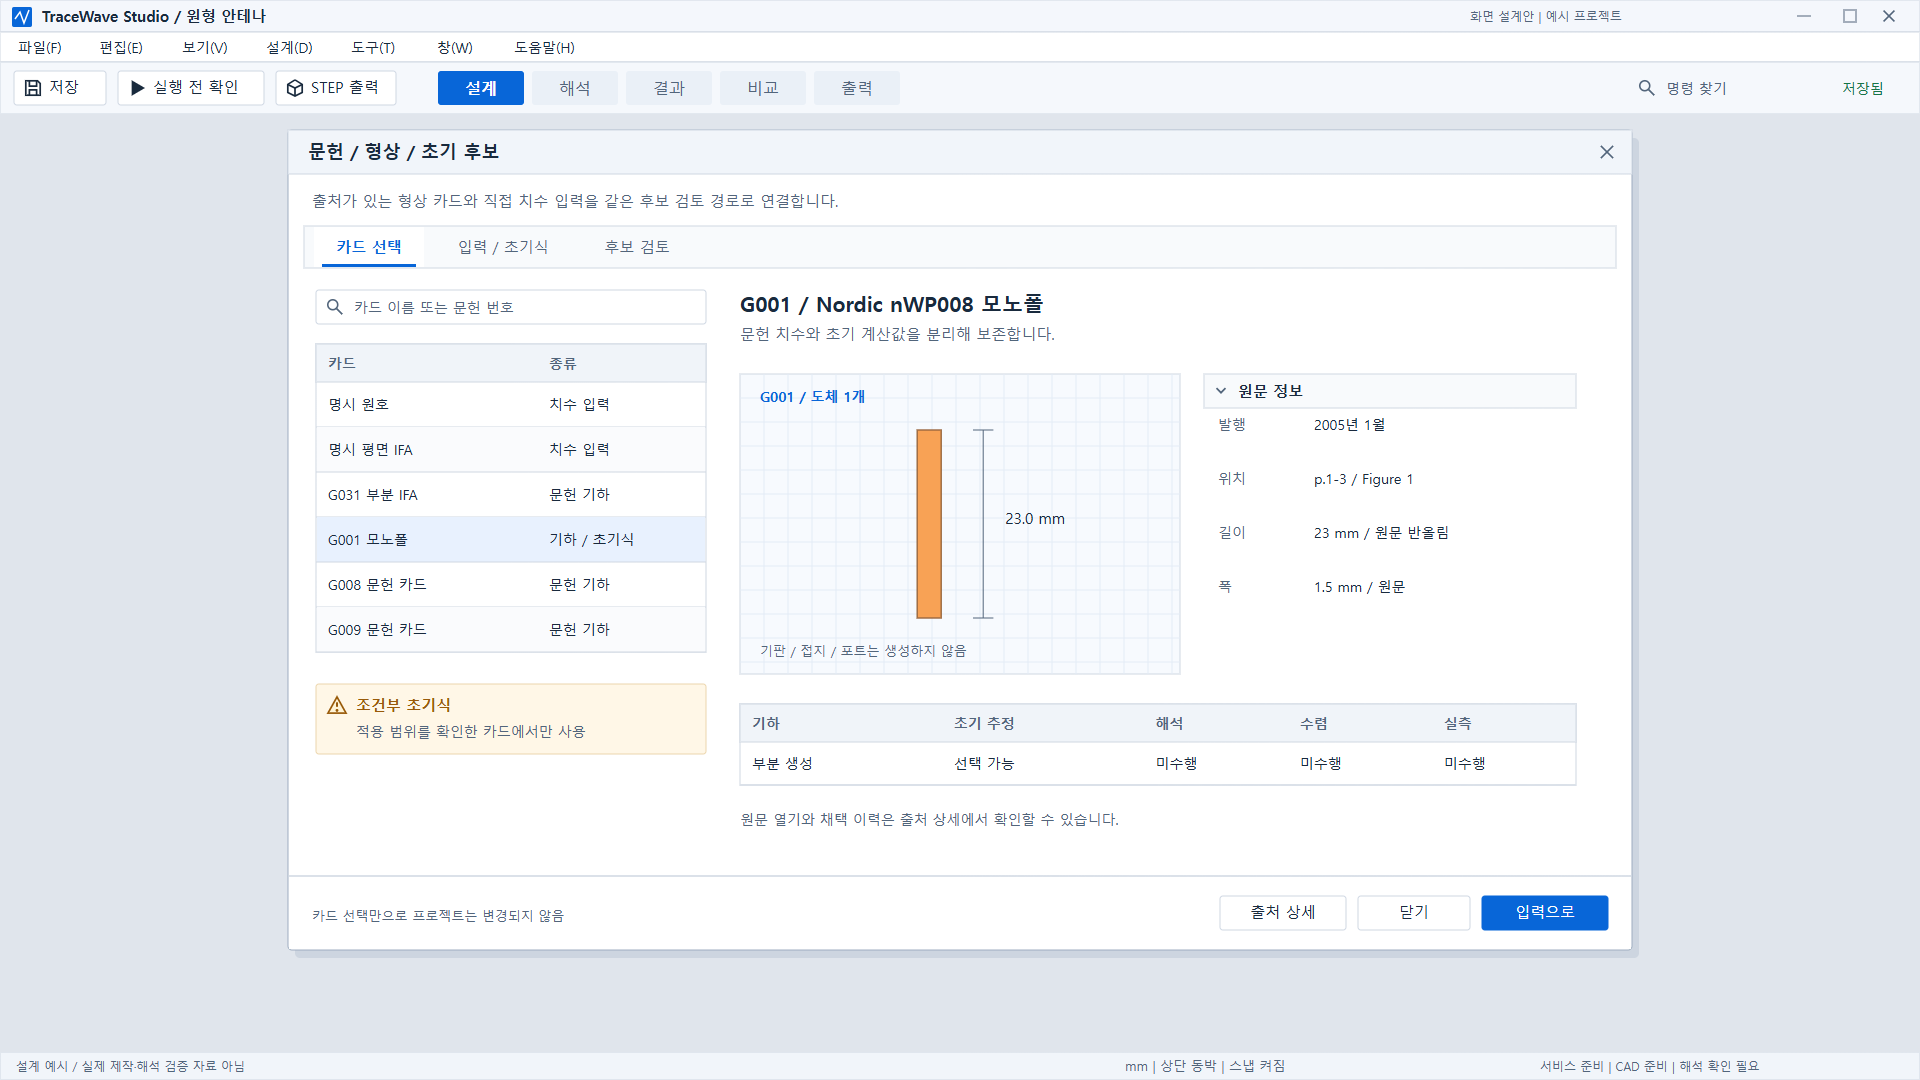 TraceWave Studio / 원형 안테나
화면 설계안 | 예시 프로젝트
파일(F) 편집(E) 보기(V) 설계(D) 도구(T) 창(W) 도움말(H)
저장 실행 전 확인 STEP 출력 설계 해석 결과 비교 출력 명령 찾기 저장됨
문헌 / 형상 / 초기 후보
출처가 있는 형상 카드와 직접 치수 입력을 같은 후보 검토 경로로 연결합니다.
카드 선택 입력 / 초기식 후보 검토
카드 이름 또는 문헌 번호
카드 종류
명시 원호 치수 입력
명시 평면 IFA 치수 입력
G031 부분 IFA 문헌 기하
G001 모노폴 기하 / 초기식
G008 문헌 카드 문헌 기하
G009 문헌 카드 문헌 기하
조건부 초기식
적용 범위를 확인한 카드에서만 사용
G001 / Nordic nWP008 모노폴
문헌 치수와 초기 계산값을 분리해 보존합니다.
G001 / 도체 1개
23.0 mm
기판 / 접지 / 포트는 생성하지 않음
원문 정보
발행 2005년 1월
위치 p.1-3 / Figure 1
길이 23 mm / 원문 반올림
폭 1.5 mm / 원문
기하 초기 추정 해석 수렴 실측
부분 생성 선택 가능 미수행 미수행 미수행
원문 열기와 채택 이력은 출처 상세에서 확인할 수 있습니다.
카드 선택만으로 프로젝트는 변경되지 않음
출처 상세 닫기 입력으로
설계 예시 / 실제 제작·해석 검증 자료 아님
mm | 상단 동박 | 스냅 켜짐
서비스 준비 | CAD 준비 | 해석 확인 필요